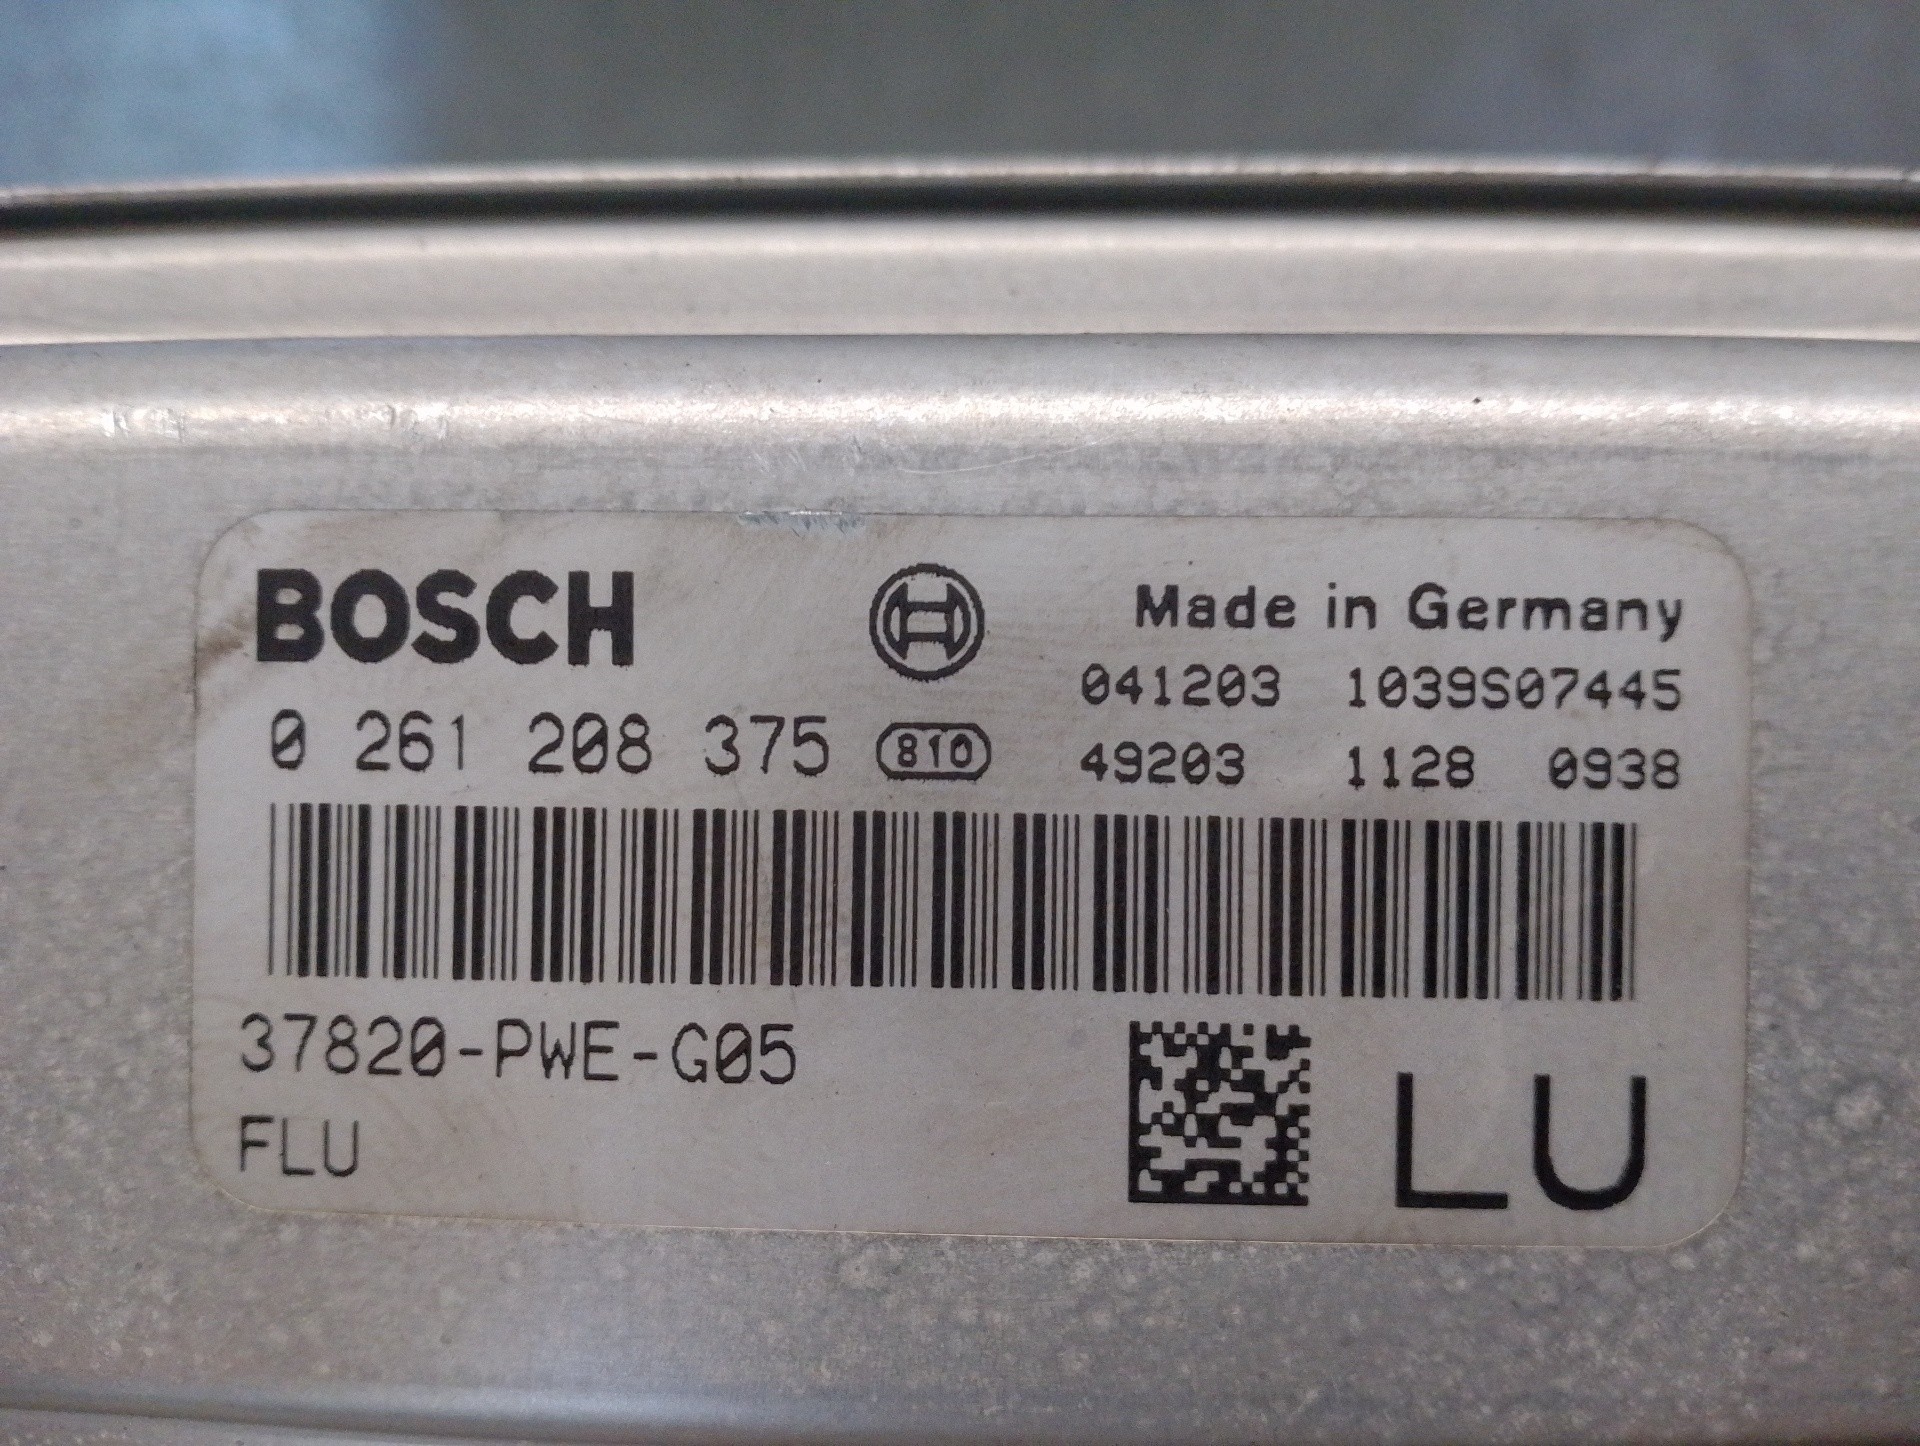 BOSCH
Made in Germany
041203 1039S07445
0 261 208 375 810
49203 1128 0938
37820-PWE-G05
FLU
LU